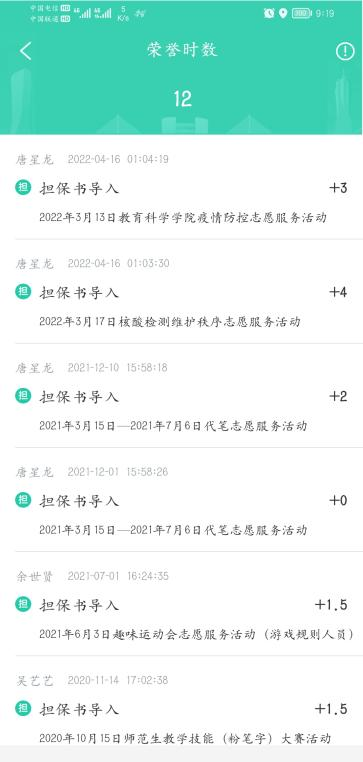 中国电信 HD 4G 4G 5 9:19
中国联通 HD K/s
荣誉时数
12
唐星龙 2022-04-16 01:04:19
担 担保书导入 +3
2022年3月13日教育科学学院疫情防控志愿服务活动
唐星龙 2022-04-16 01:03:30
担 担保书导入 +4
2022年3月17日核酸检测维护秩序志愿服务活动
唐星龙 2021-12-10 15:58:18
担 担保书导入 +2
2021年3月15日—2021年7月6日代笔志愿服务活动
唐星龙 2021-12-01 15:58:26
担 担保书导入 +0
2021年3月15日—2021年7月6日代笔志愿服务活动
余世贤 2021-07-01 16:24:35
担 担保书导入 +1.5
2021年6月3日趣味运动会志愿服务活动（游戏规则人员）
吴艺艺 2020-11-14 17:02:38
担 担保书导入 +1.5
2020年10月15日师范生教学技能（粉笔字）大赛活动